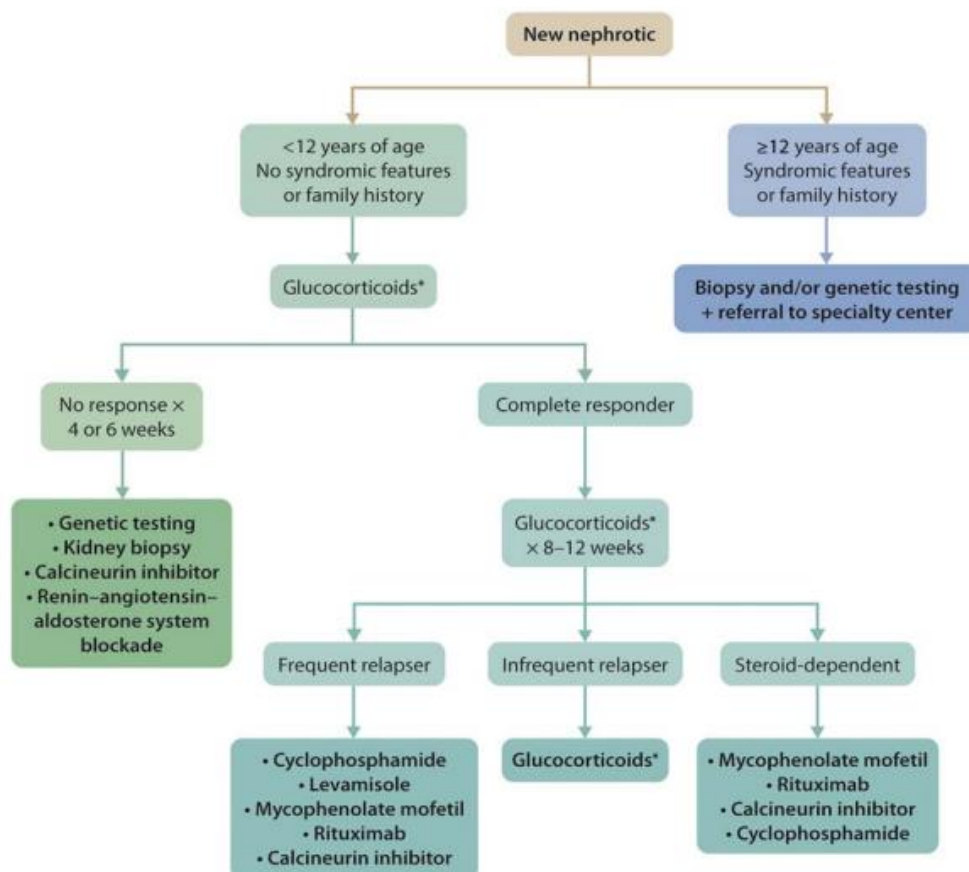 New nephrotic
<12 years of age
No syndromic features
or family history
≥12 years of age
Syndromic features
or family history
Glucocorticoids*
Biopsy and/or genetic testing
+ referral to specialty center
No response ×
4 or 6 weeks
Complete responder
• Genetic testing
• Kidney biopsy
• Calcineurin inhibitor
• Renin–angiotensin–
aldosterone system
blockade
Glucocorticoids*
× 8–12 weeks
Frequent relapser
Infrequent relapser
Steroid-dependent
• Cyclophosphamide
• Levamisole
• Mycophenolate mofetil
• Rituximab
• Calcineurin inhibitor
Glucocorticoids*
• Mycophenolate mofetil
• Rituximab
• Calcineurin inhibitor
• Cyclophosphamide